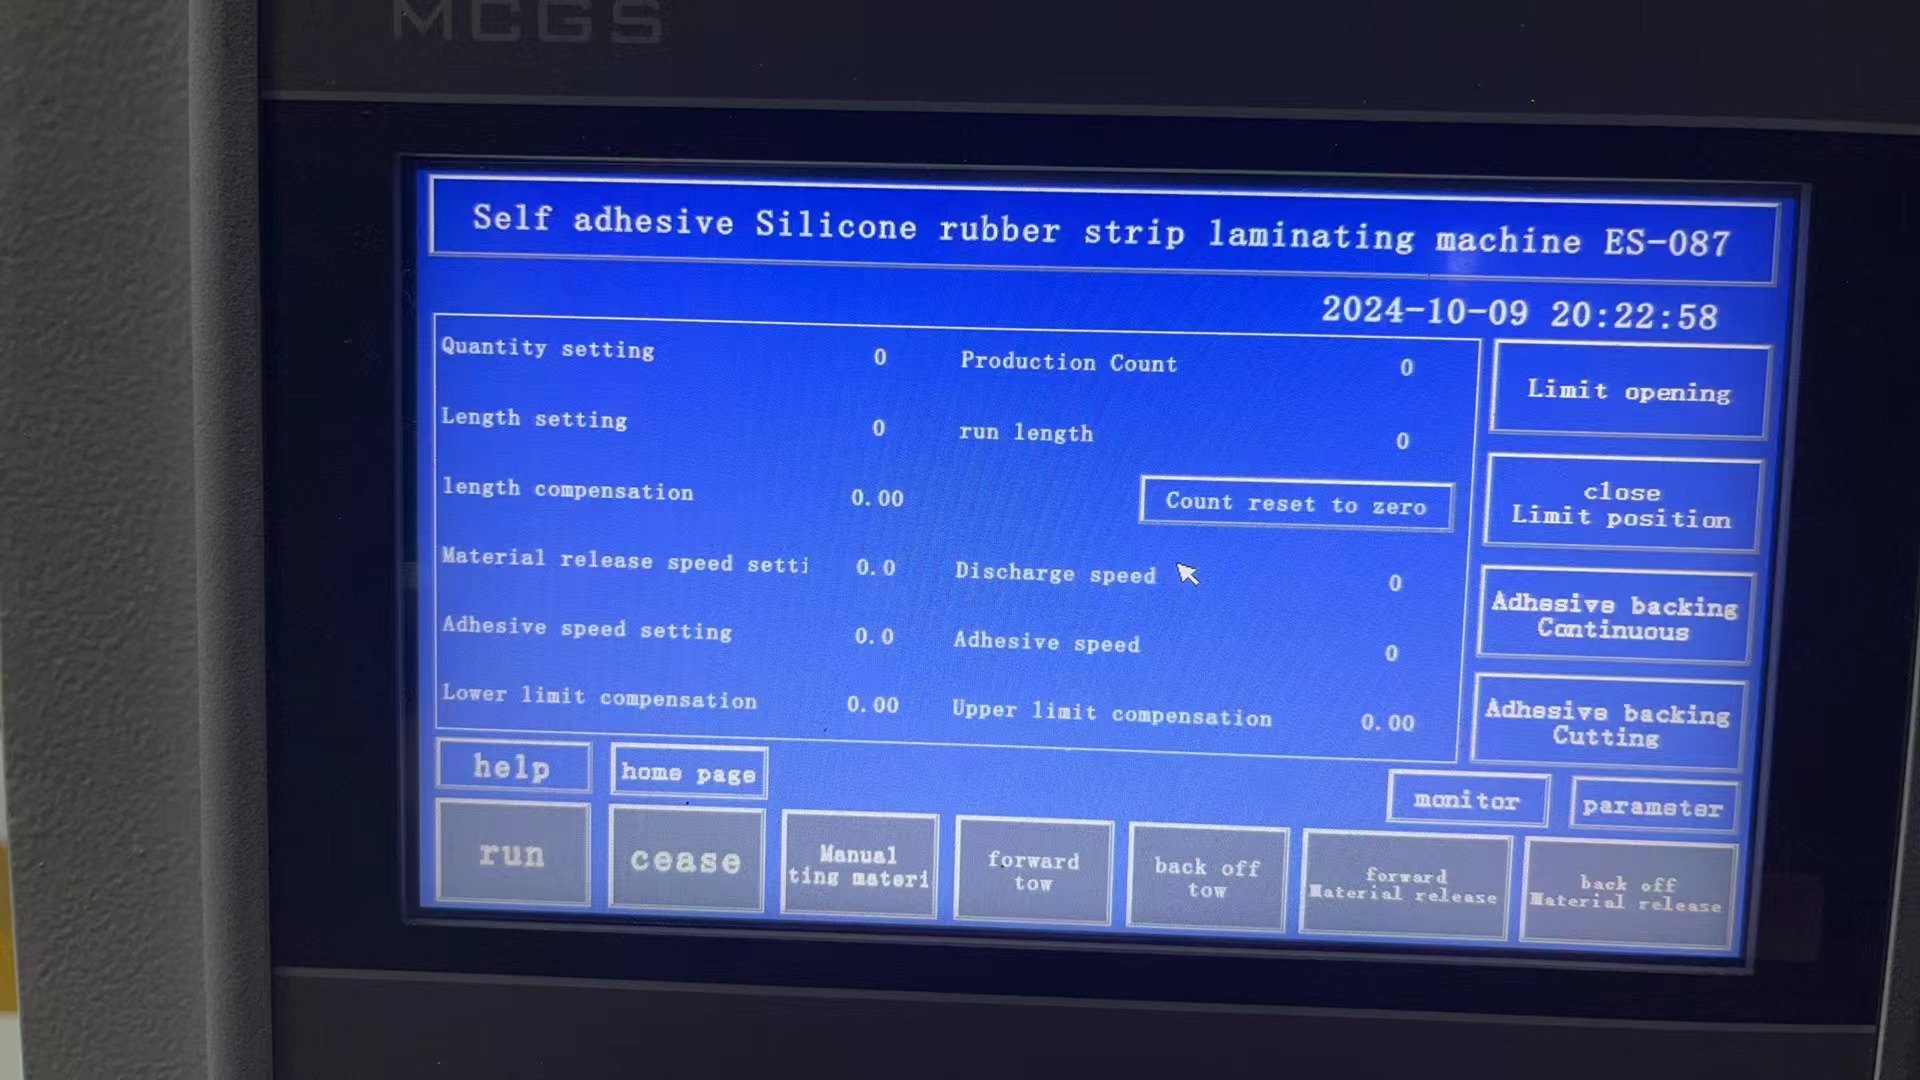 MCGS
Self adhesive Silicone rubber strip laminating machine ES-087
2024-10-09 20:22:58
Quantity setting 0 Production Count 0
Length setting 0 run length 0
length compensation 0.00 Count reset to zero
Material release speed setti 0.0 Discharge speed 0
Adhesive speed setting 0.0 Adhesive speed 0
Lower limit compensation 0.00 Upper limit compensation 0.00
Limit opening
close
Limit position
Adhesive backing
Continuous
Adhesive backing
Cutting
help
home page
monitor
parameter
run
cease
Manual
ting materi
forward
tow
back off
tow
forward
Material release
back off
Material release